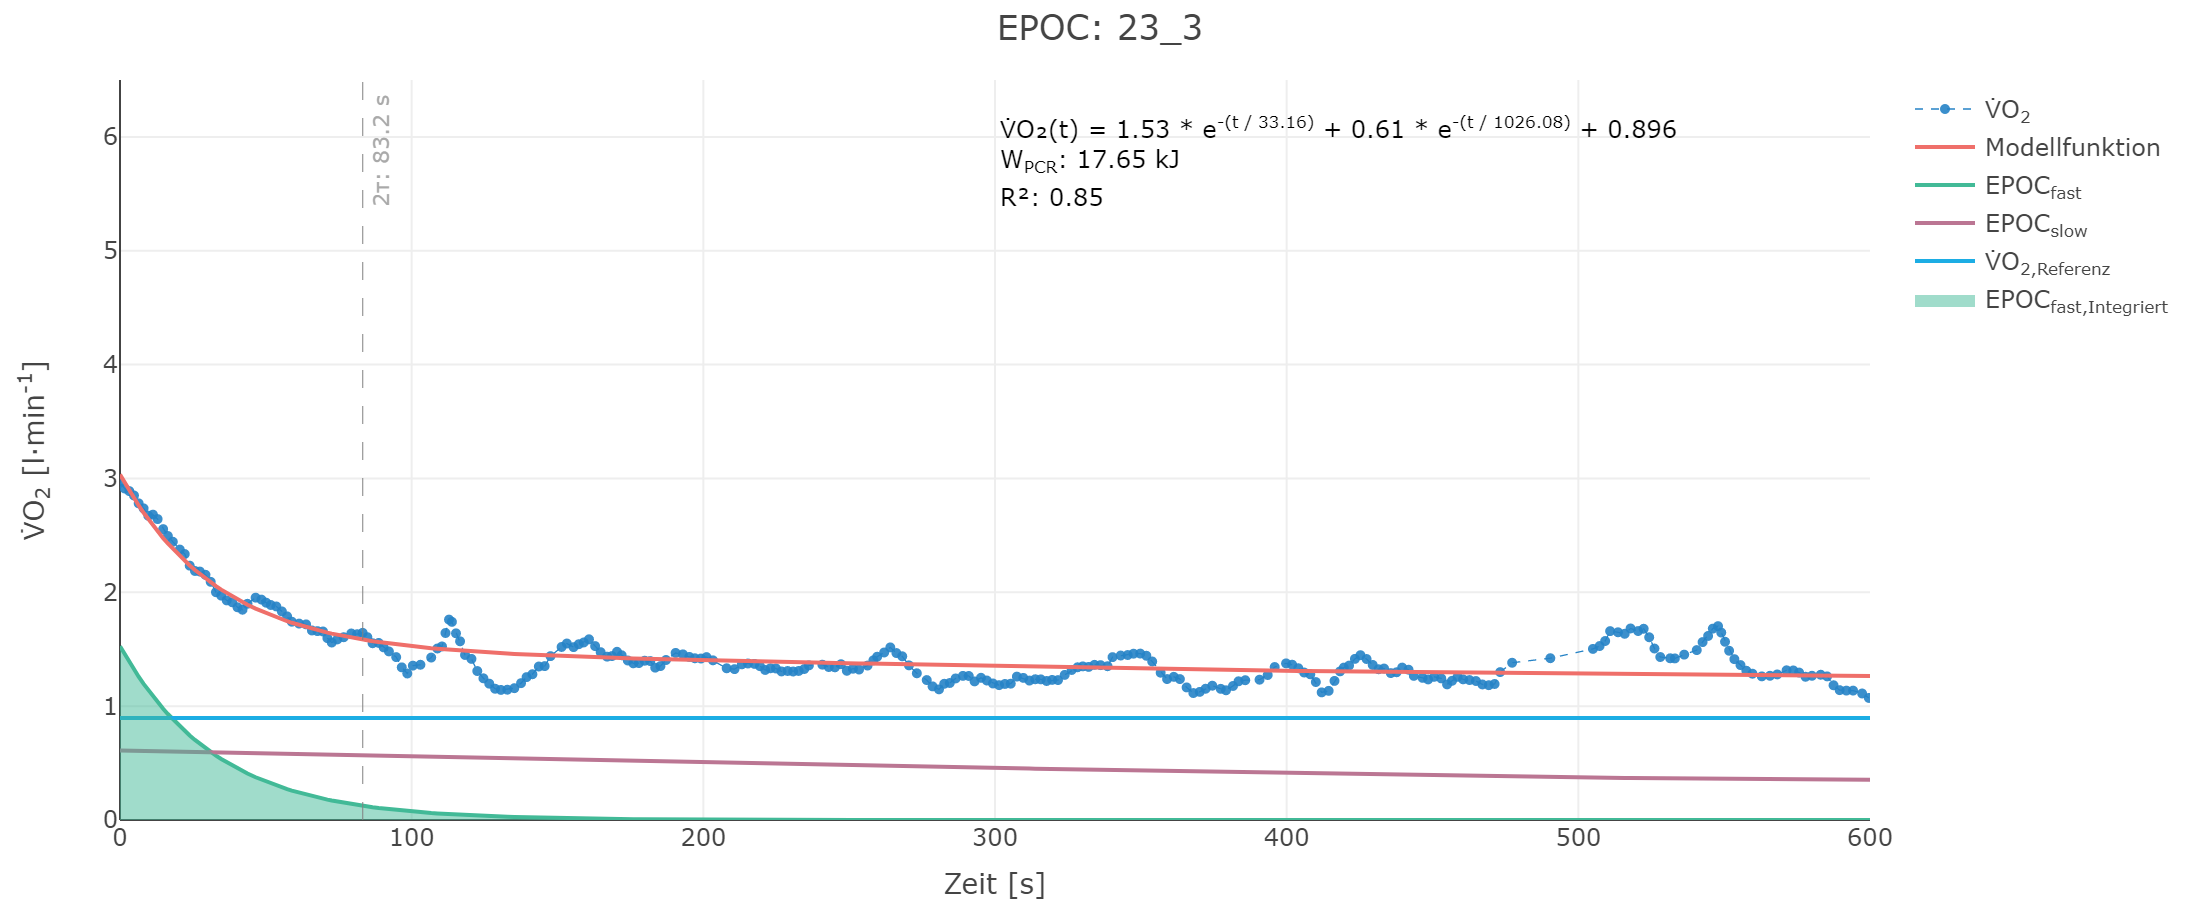 EPOC: 23_3
V̇O₂(t) = 1.53 * e^-(t / 33.16) + 0.61 * e^-(t / 1026.08) + 0.896
W_PCR: 17.65 kJ
R²: 0.85
2τ: 83.2 s
V̇O₂
Modellfunktion
EPOC_fast
EPOC_slow
V̇O₂,Referenz
EPOC_fast,Integriert
V̇O₂ [l·min⁻¹]
6
5
4
3
2
1
0
0 100 200 300 400 500 600
Zeit [s]